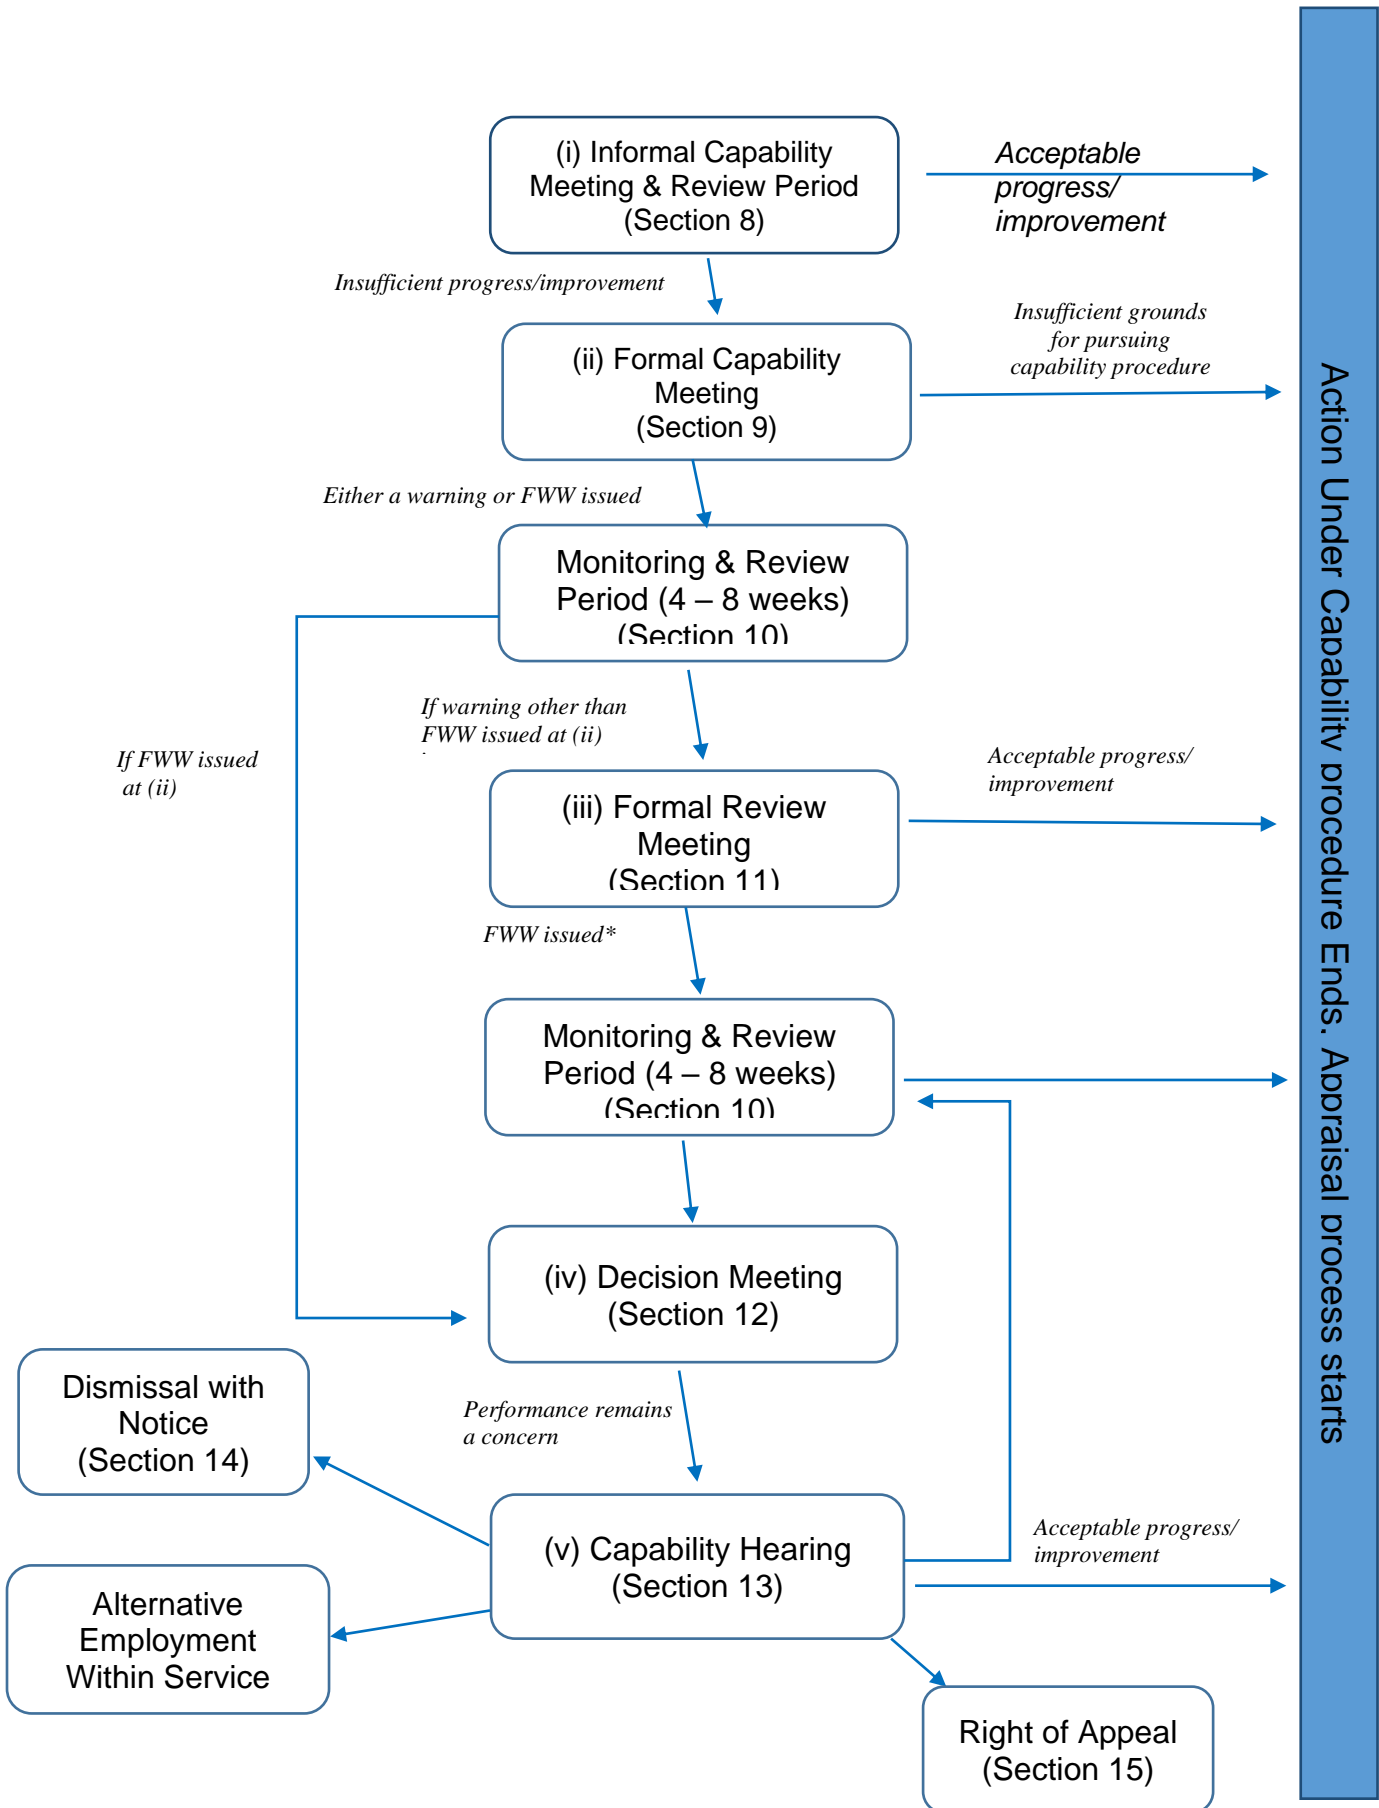 (i) Informal Capability
Meeting & Review Period
(Section 8)
Acceptable
progress/
improvement
Insufficient progress/improvement
Insufficient grounds
for pursuing
capability procedure
(ii) Formal Capability
Meeting
(Section 9)
Either a warning or FWW issued
Monitoring & Review
Period (4 – 8 weeks)
(Section 10)
If warning other than
FWW issued at (ii)
If FWW issued
at (ii)
(iii) Formal Review
Meeting
(Section 11)
Acceptable progress/
improvement
FWW issued*
Monitoring & Review
Period (4 – 8 weeks)
(Section 10)
(iv) Decision Meeting
(Section 12)
Dismissal with
Notice
(Section 14)
Performance remains
a concern
(v) Capability Hearing
(Section 13)
Acceptable progress/
improvement
Alternative
Employment
Within Service
Right of Appeal
(Section 15)
Action Under Capability procedure Ends. Appraisal process starts